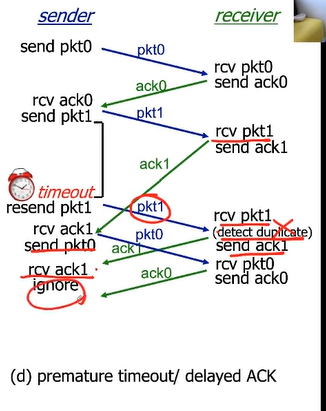 sender
receiver
send pkt0
pkt0
rcv pkt0
send ack0
ack0
rcv ack0
send pkt1
pkt1
rcv pkt1
send ack1
ack1
timeout
resend pkt1
pkt1
rcv pkt1
(detect duplicate)
send ack1
rcv ack1
send pkt0
pkt0
ack1
rcv pkt0
send ack0
rcv ack1
ignore
ack0
(d) premature timeout/ delayed ACK